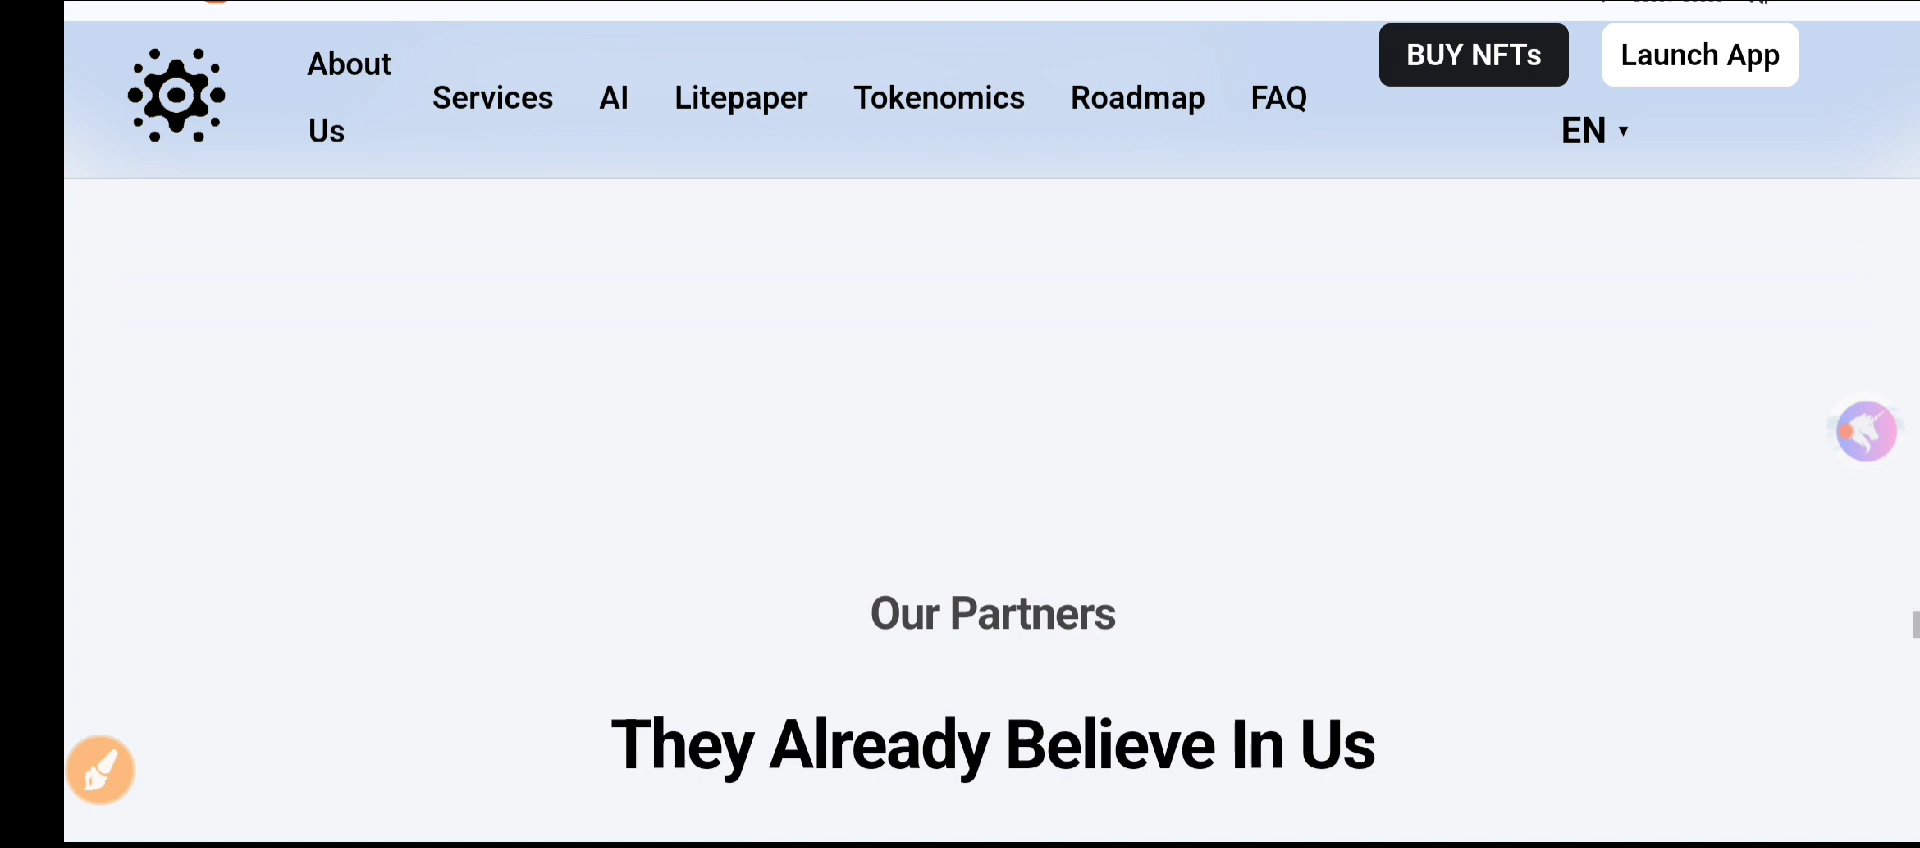 About Us
Services
AI
Litepaper
Tokenomics
Roadmap
FAQ
BUY NFTs
Launch App
EN
Our Partners
They Already Believe In Us